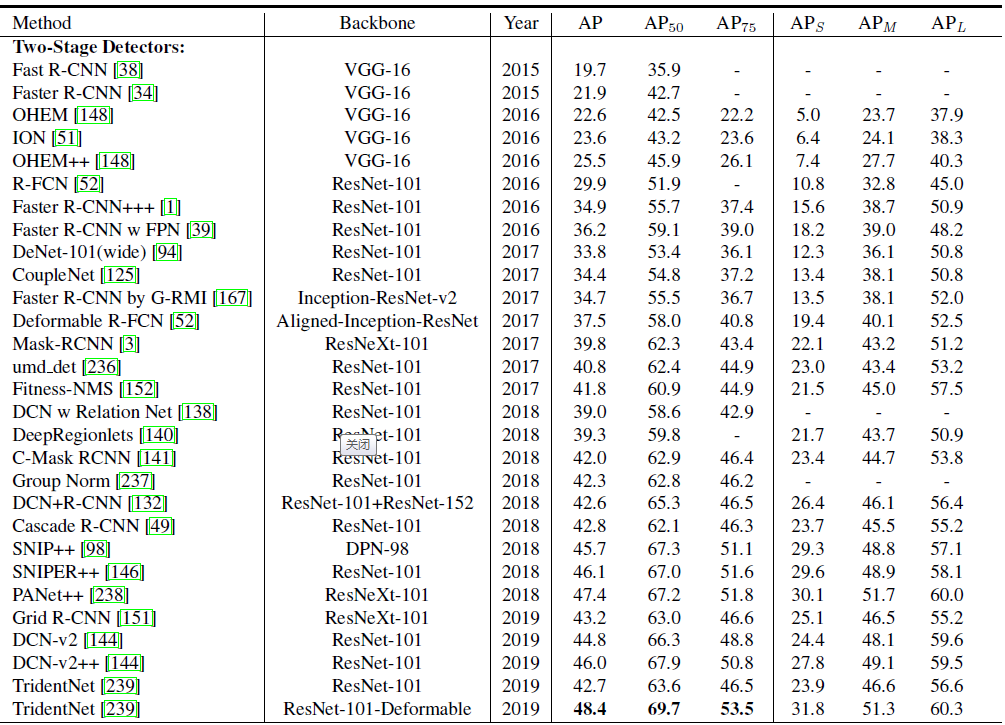 Method Backbone Year AP AP50 AP75 APS APM APL
Two-Stage Detectors:
Fast R-CNN [38] VGG-16 2015 19.7 35.9 - - - -
Faster R-CNN [34] VGG-16 2015 21.9 42.7 - - - -
OHEM [148] VGG-16 2016 22.6 42.5 22.2 5.0 23.7 37.9
ION [51] VGG-16 2016 23.6 43.2 23.6 6.4 24.1 38.3
OHEM++ [148] VGG-16 2016 25.5 45.9 26.1 7.4 27.7 40.3
R-FCN [52] ResNet-101 2016 29.9 51.9 - 10.8 32.8 45.0
Faster R-CNN+++ [1] ResNet-101 2016 34.9 55.7 37.4 15.6 38.7 50.9
Faster R-CNN w FPN [39] ResNet-101 2016 36.2 59.1 39.0 18.2 39.0 48.2
DeNet-101(wide) [94] ResNet-101 2017 33.8 53.4 36.1 12.3 36.1 50.8
CoupleNet [125] ResNet-101 2017 34.4 54.8 37.2 13.4 38.1 50.8
Faster R-CNN by G-RMI [167] Inception-ResNet-v2 2017 34.7 55.5 36.7 13.5 38.1 52.0
Deformable R-FCN [52] Aligned-Inception-ResNet 2017 37.5 58.0 40.8 19.4 40.1 52.5
Mask-RCNN [3] ResNeXt-101 2017 39.8 62.3 43.4 22.1 43.2 51.2
umd_det [236] ResNet-101 2017 40.8 62.4 44.9 23.0 43.4 53.2
Fitness-NMS [152] ResNet-101 2017 41.8 60.9 44.9 21.5 45.0 57.5
DCN w Relation Net [138] ResNet-101 2018 39.0 58.6 42.9 - - -
DeepRegionlets [140] ResNet-101 2018 39.3 59.8 - 21.7 43.7 50.9
关闭
C-Mask RCNN [141] ResNet-101 2018 42.0 62.9 46.4 23.4 44.7 53.8
Group Norm [237] ResNet-101 2018 42.3 62.8 46.2 - - -
DCN+R-CNN [132] ResNet-101+ResNet-152 2018 42.6 65.3 46.5 26.4 46.1 56.4
Cascade R-CNN [49] ResNet-101 2018 42.8 62.1 46.3 23.7 45.5 55.2
SNIP++ [98] DPN-98 2018 45.7 67.3 51.1 29.3 48.8 57.1
SNIPER++ [146] ResNet-101 2018 46.1 67.0 51.6 29.6 48.9 58.1
PANet++ [238] ResNeXt-101 2018 47.4 67.2 51.8 30.1 51.7 60.0
Grid R-CNN [151] ResNeXt-101 2019 43.2 63.0 46.6 25.1 46.5 55.2
DCN-v2 [144] ResNet-101 2019 44.8 66.3 48.8 24.4 48.1 59.6
DCN-v2++ [144] ResNet-101 2019 46.0 67.9 50.8 27.8 49.1 59.5
TridentNet [239] ResNet-101 2019 42.7 63.6 46.5 23.9 46.6 56.6
TridentNet [239] ResNet-101-Deformable 2019 48.4 69.7 53.5 31.8 51.3 60.3